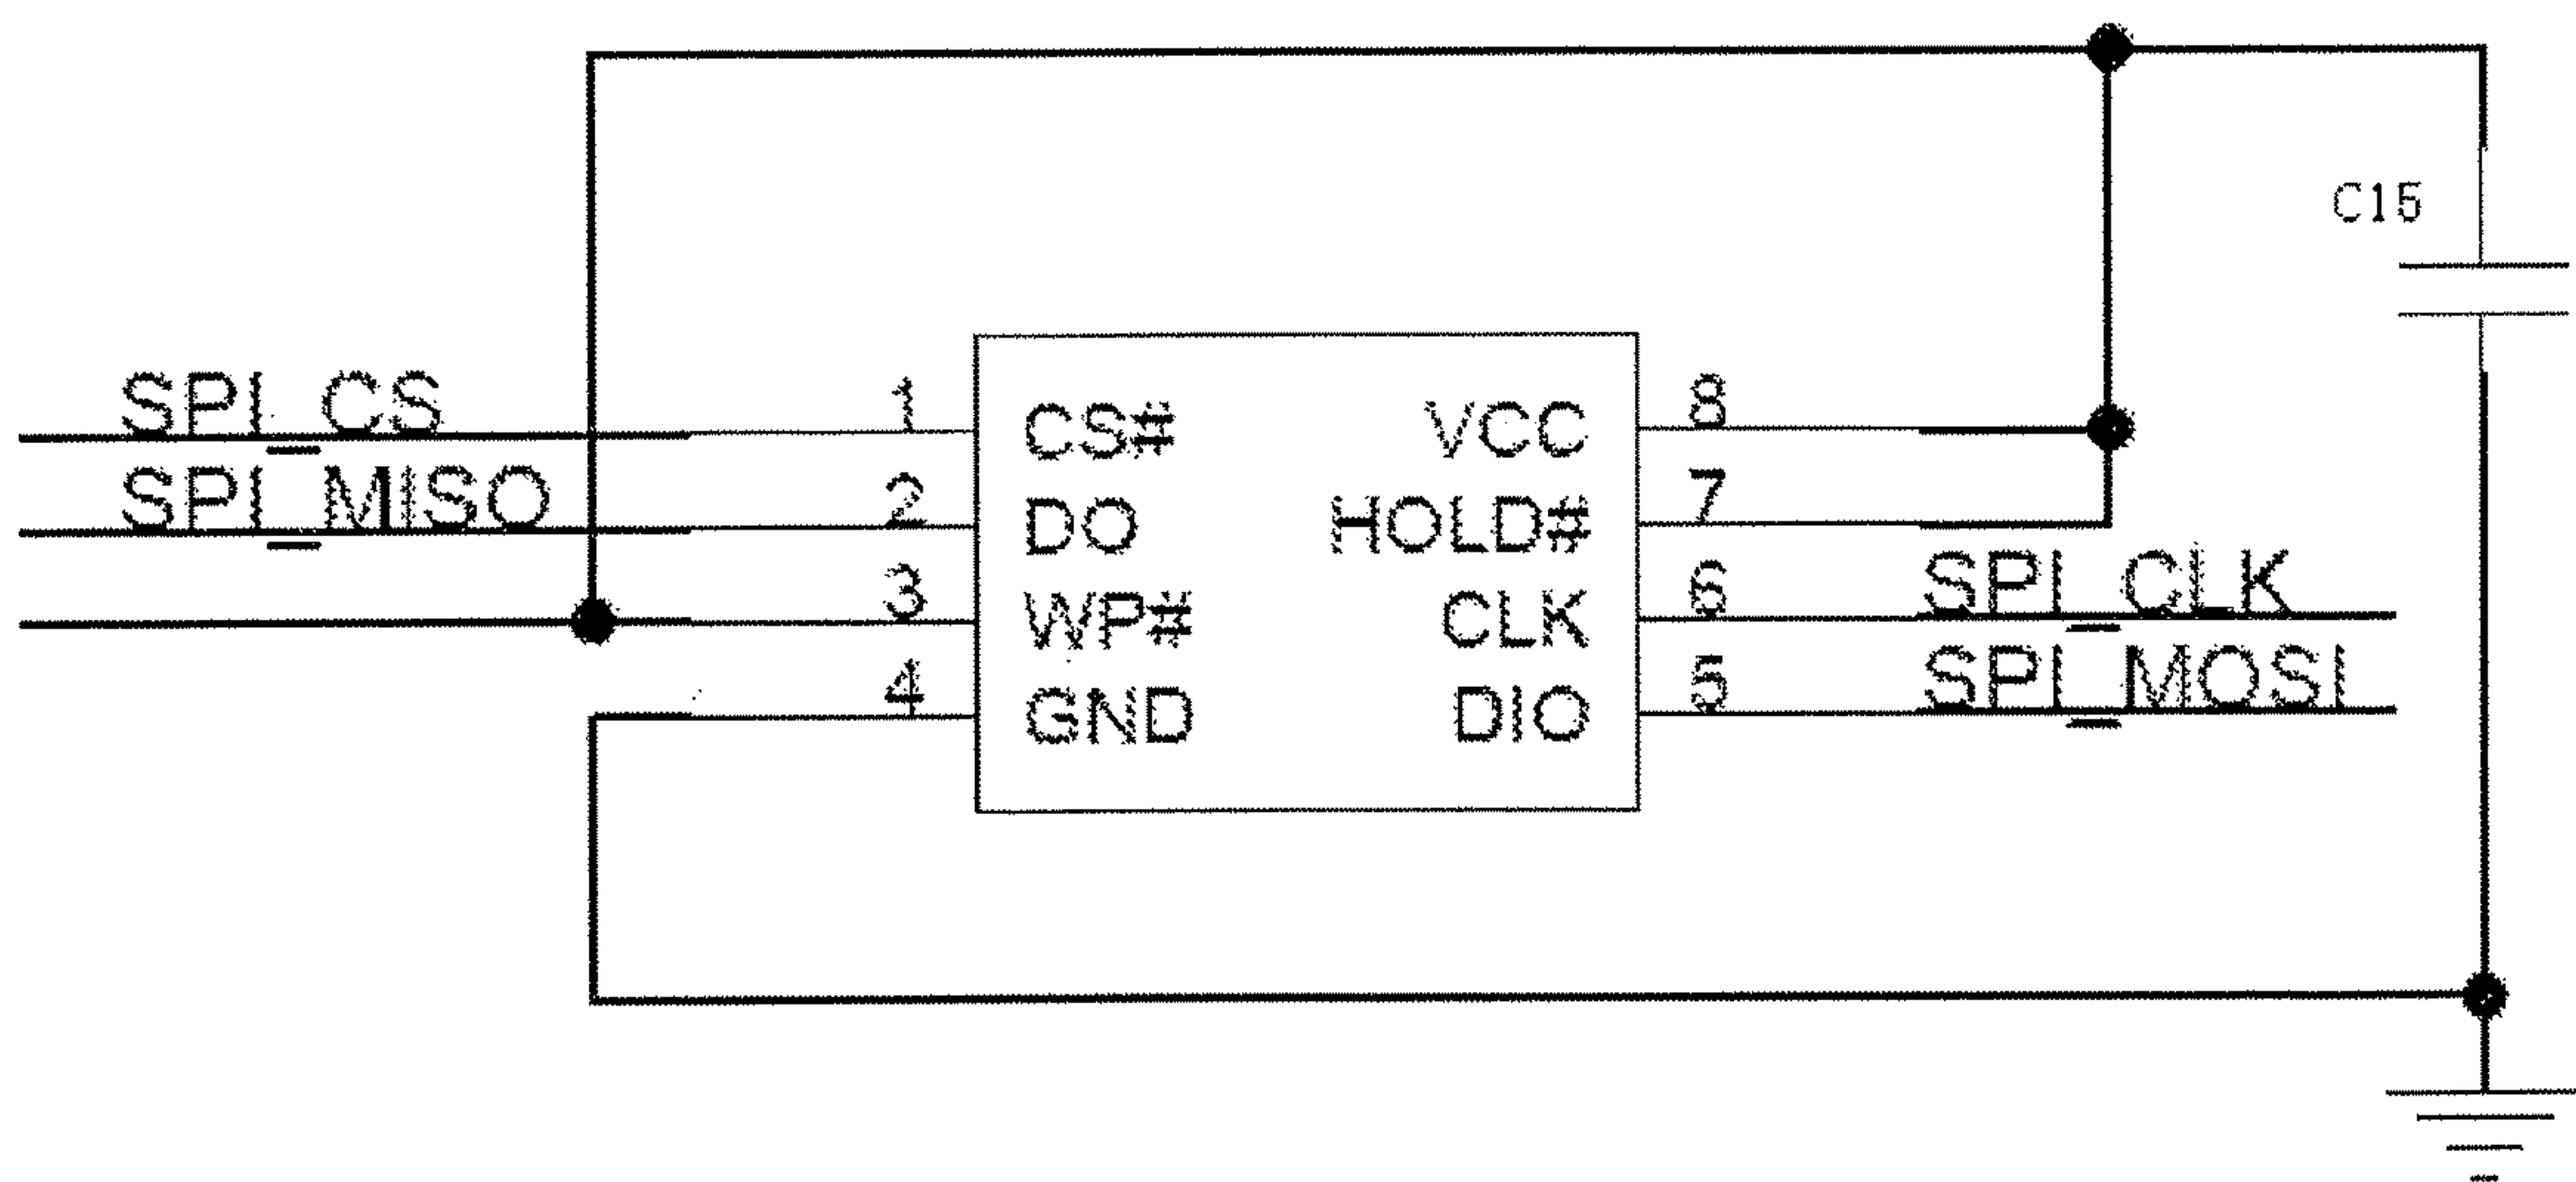 C15
SPI_CS 1 CS# VCC 8
SPI_MISO 2 DO HOLD# 7
3 WP# CLK 6 SPI_CLK
4 GND DIO 5 SPI_MOSI